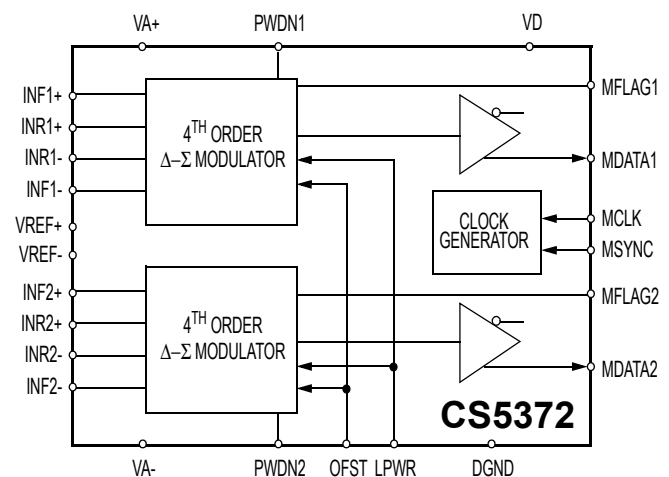 VA+ PWDN1 VD
INF1+
INR1+
INR1-
INF1-
VREF+
VREF-
INF2+
INR2+
INR2-
INF2-
4TH ORDER
Δ–Σ MODULATOR
4TH ORDER
Δ–Σ MODULATOR
CLOCK
GENERATOR
MFLAG1
MDATA1
MCLK
MSYNC
MFLAG2
MDATA2
CS5372
VA- PWDN2 OFST LPWR DGND